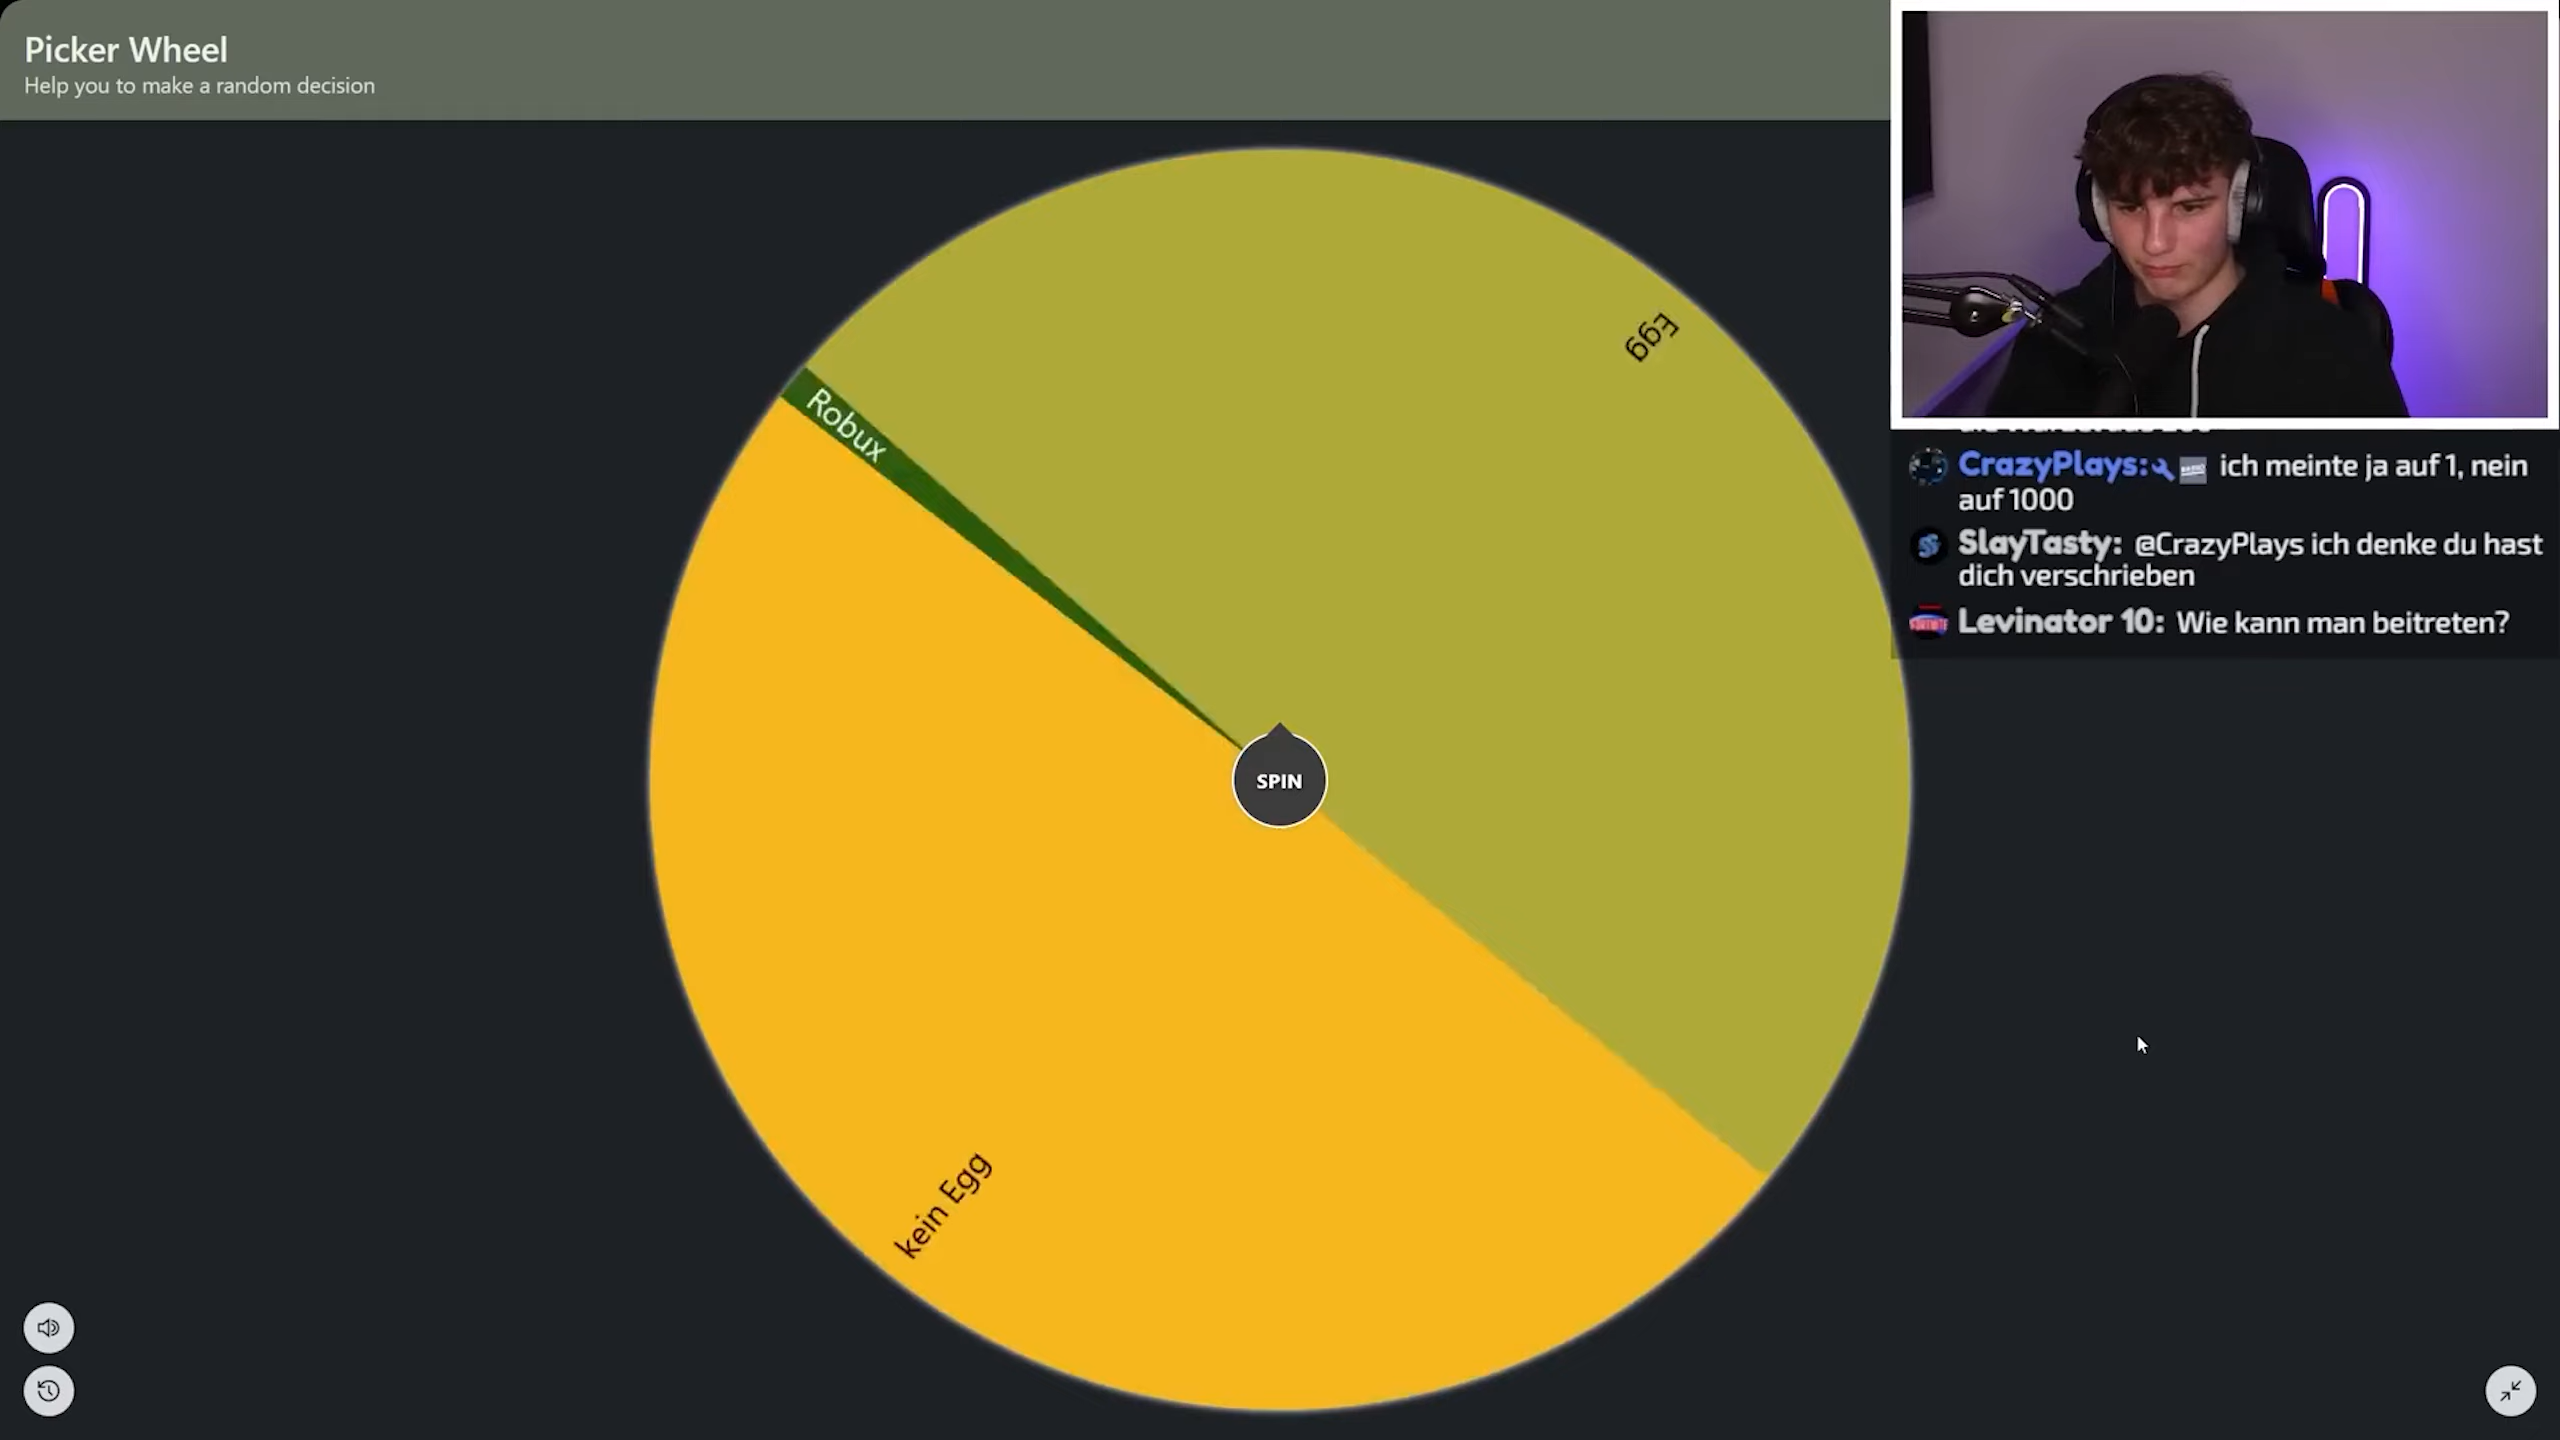 Picker Wheel
Help you to make a random decision
Egg
Robux
SPIN
kein Egg
CrazyPlays: ich meinte ja auf 1, nein
auf 1000
SlayTasty: @CrazyPlays ich denke du hast
dich verschrieben
Levinator 10: Wie kann man beitreten?